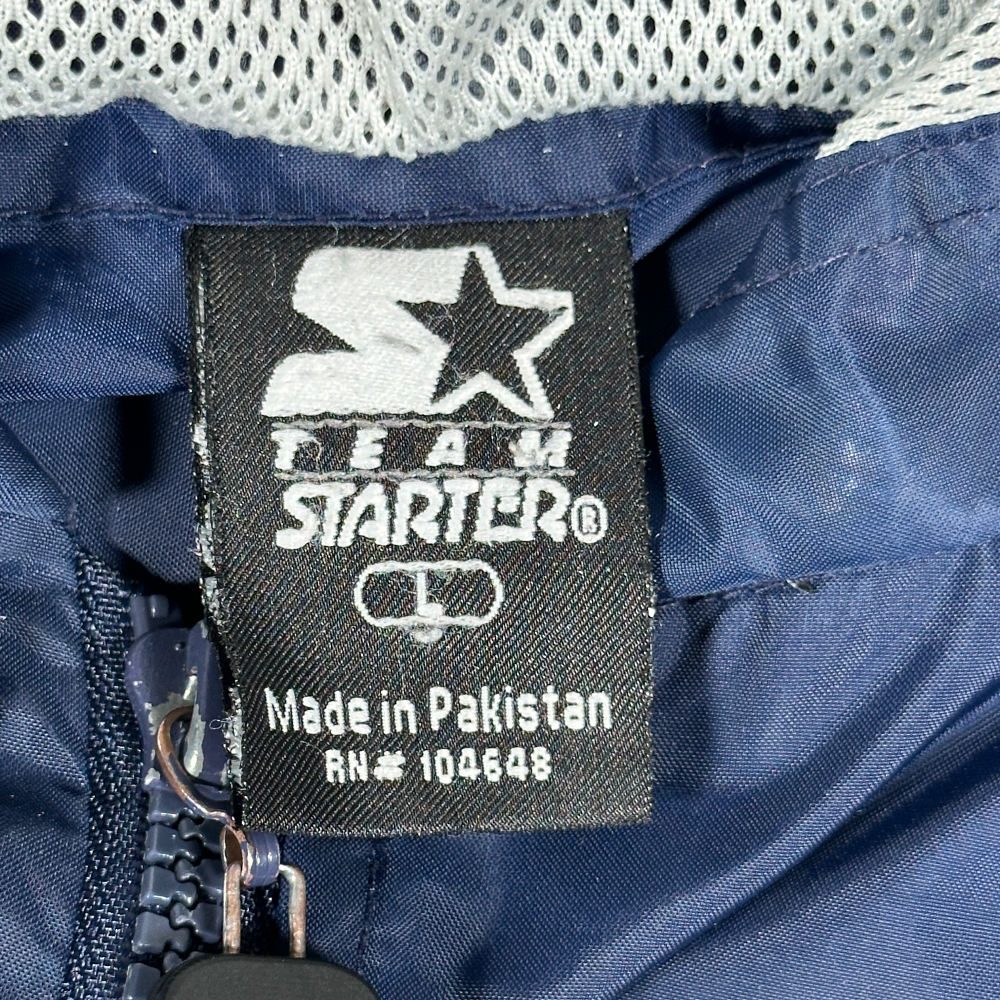 TEAM
STARTER®
L
Made in Pakistan
RN# 104648